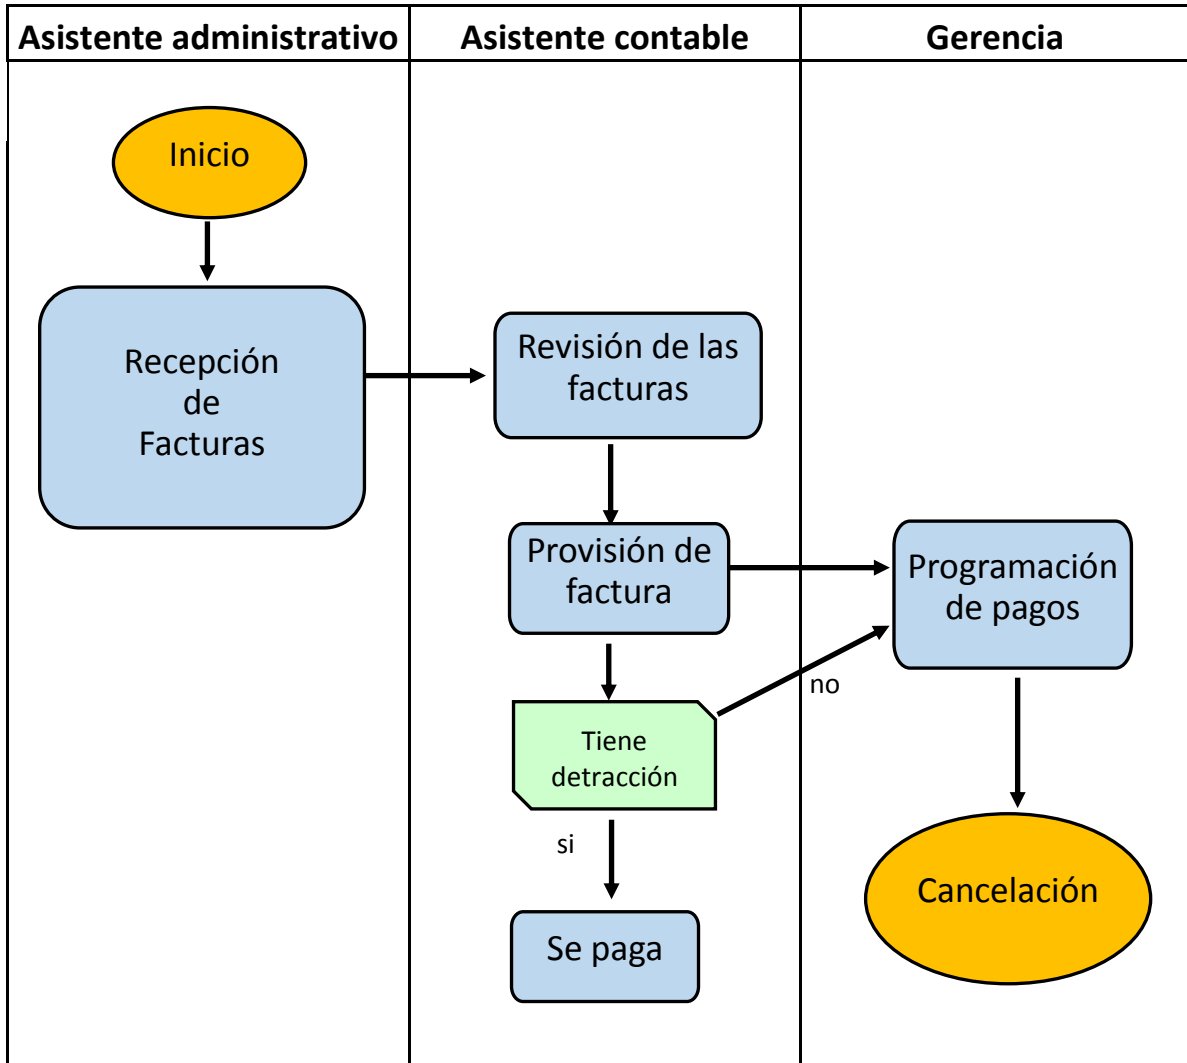 Asistente administrativo
Asistente contable
Gerencia
Inicio
Recepción
de
Facturas
Revisión de las
facturas
Provisión de
factura
Programación
de pagos
no
Tiene
detracción
si
Se paga
Cancelación